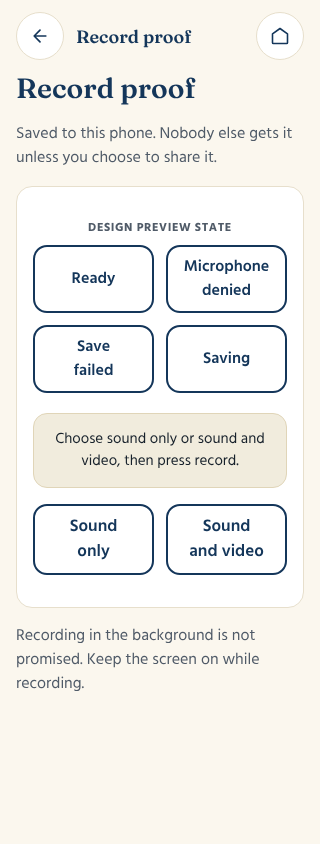 Record proof
Record proof
Saved to this phone. Nobody else gets it
unless you choose to share it.
DESIGN PREVIEW STATE
Ready
Microphone
denied
Save
failed
Saving
Choose sound only or sound and
video, then press record.
Sound
only
Sound
and video
Recording in the background is not
promised. Keep the screen on while
recording.